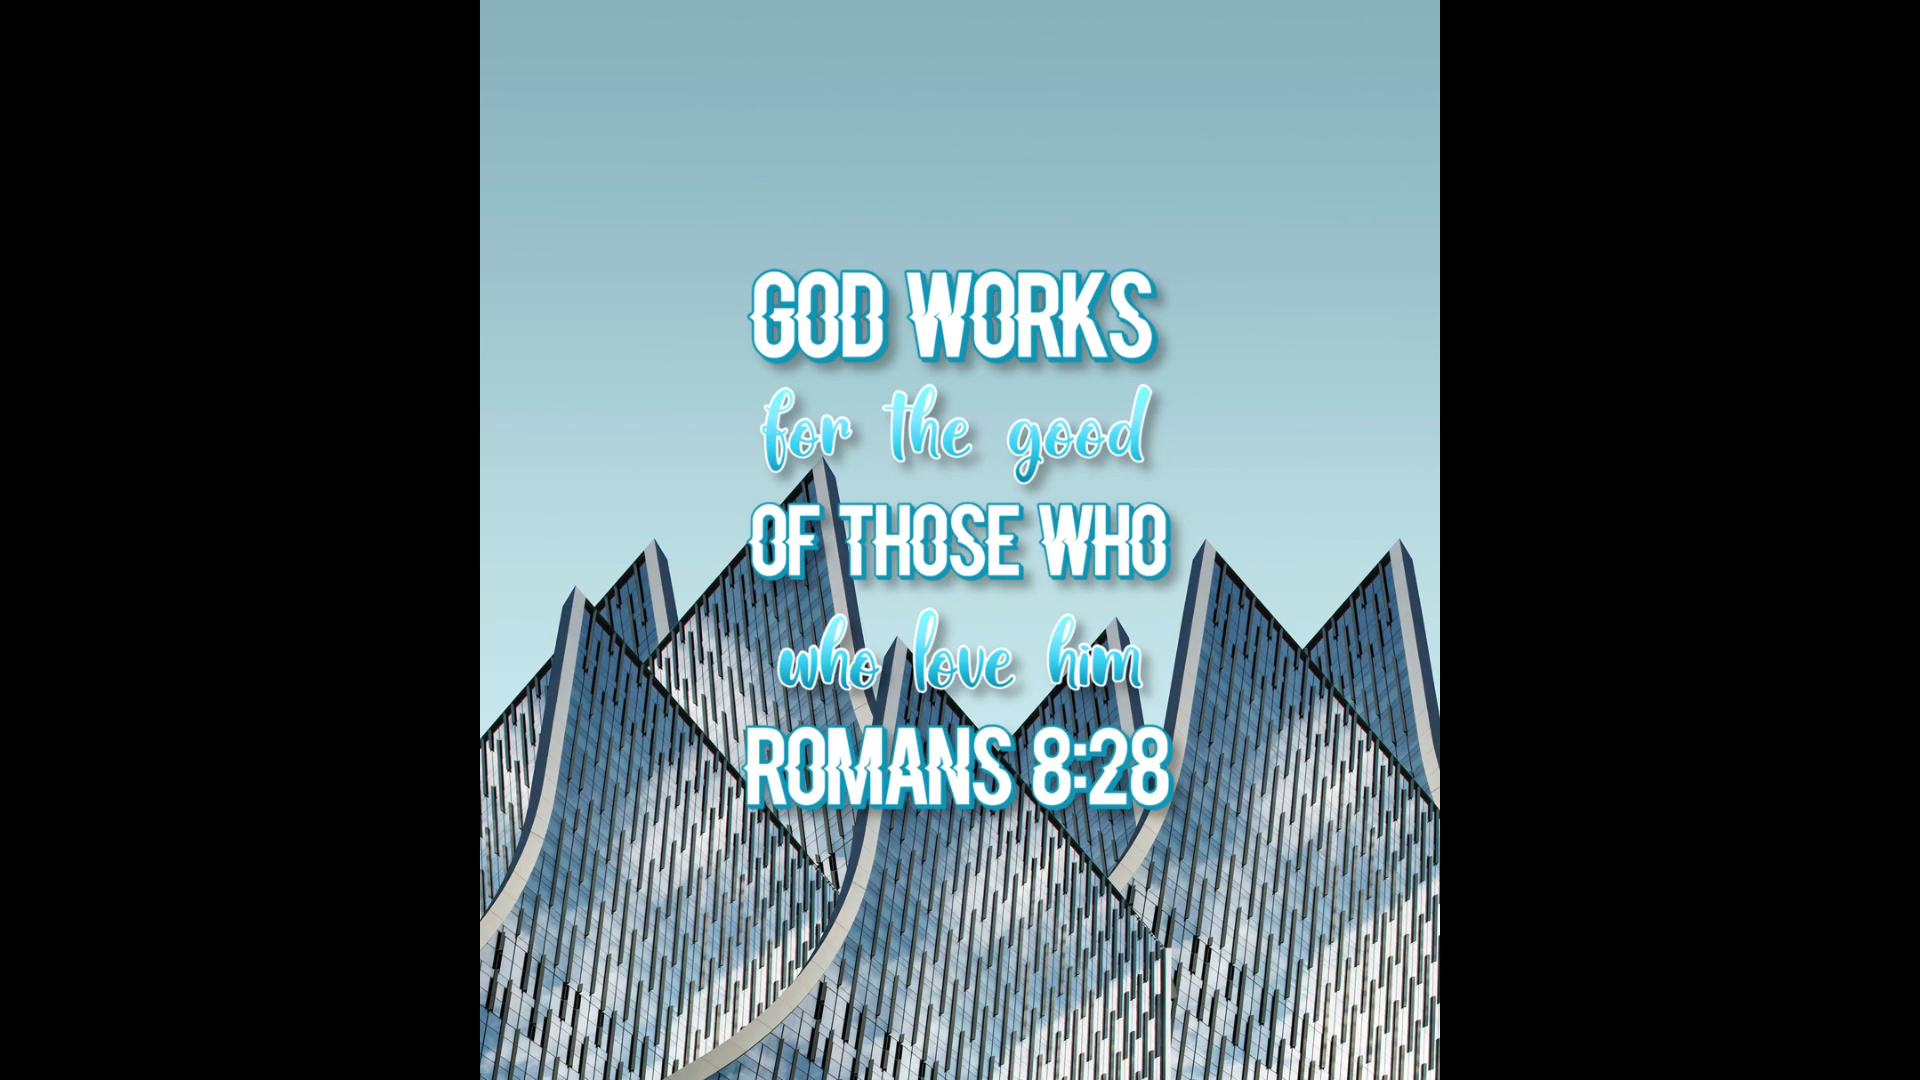 GOD WORKS
for the good
OF THOSE WHO
who love him
ROMANS 8:28